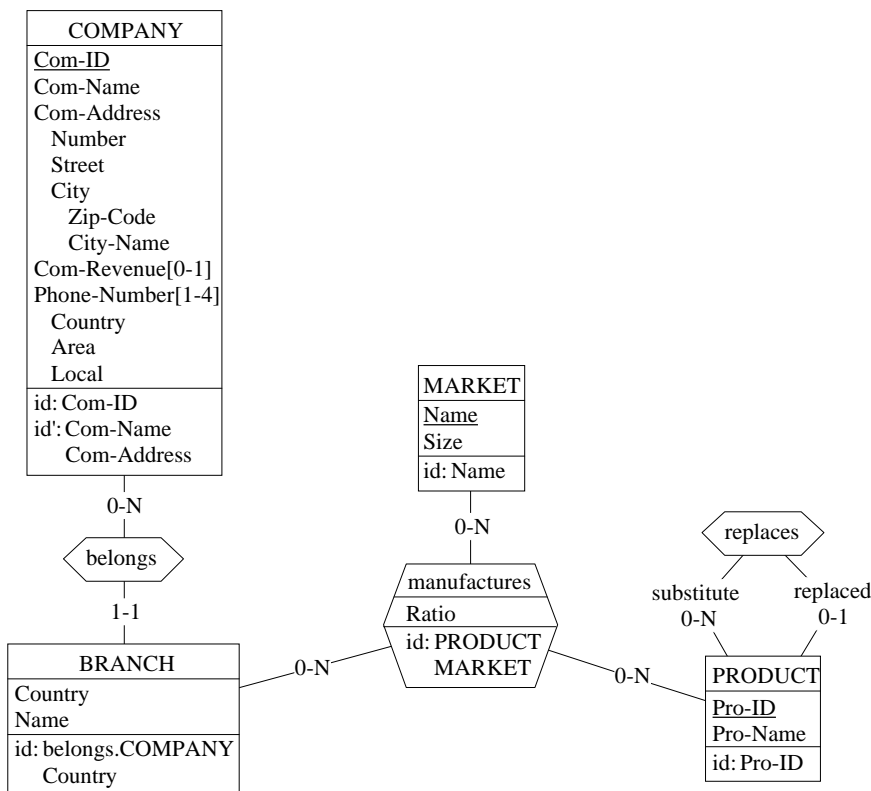 COMPANY
Com-ID
Com-Name
Com-Address
Number
Street
City
Zip-Code
City-Name
Com-Revenue[0-1]
Phone-Number[1-4]
Country
Area
Local
id: Com-ID
id': Com-Name
Com-Address
0-N
belongs
1-1
BRANCH
Country
Name
id: belongs.COMPANY
Country
0-N
MARKET
Name
Size
id: Name
0-N
manufactures
Ratio
id: PRODUCT
MARKET
0-N
replaces
substitute
0-N
replaced
0-1
PRODUCT
Pro-ID
Pro-Name
id: Pro-ID